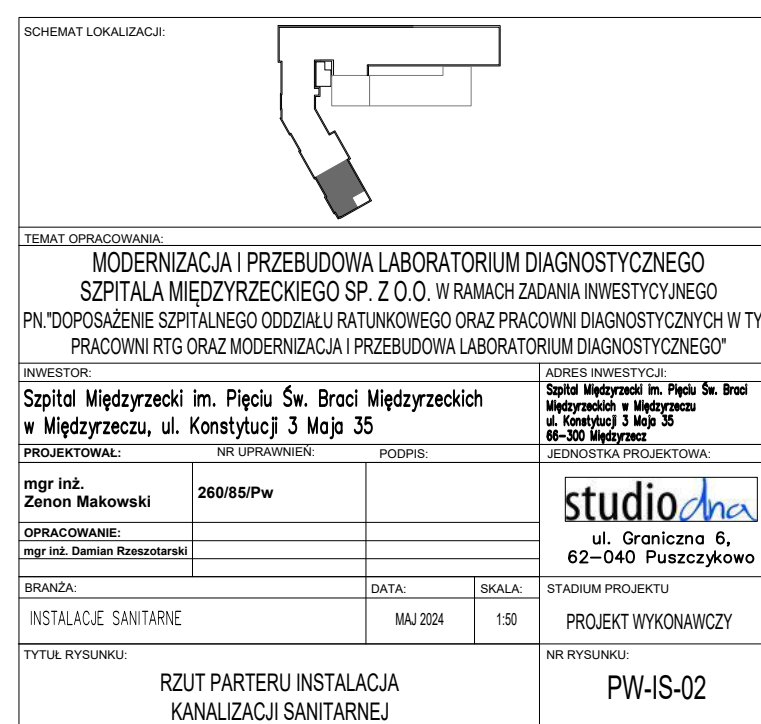 SCHEMAT LOKALIZACJI:
TEMAT OPRACOWANIA:
MODERNIZACJA I PRZEBUDOWA LABORATORIUM DIAGNOSTYCZNEGO
SZPITALA MIĘDZYRZECKIEGO SP. Z O.O. W RAMACH ZADANIA INWESTYCYJNEGO
PN."DOPOSAŻENIE SZPITALNEGO ODDZIAŁU RATUNKOWEGO ORAZ PRACOWNI DIAGNOSTYCZNYCH W TY
PRACOWNI RTG ORAZ MODERNIZACJA I PRZEBUDOWA LABORATORIUM DIAGNOSTYCZNEGO"
INWESTOR:
Szpital Międzyrzecki im. Pięciu Św. Braci Międzyrzeckich
w Międzyrzeczu, ul. Konstytucji 3 Maja 35
ADRES INWESTYCJI:
Szpital Międzyrzecki im. Pięciu Św. Braci
Międzyrzeckich w Międzyrzeczu
ul. Konstytucji 3 Maja 35
66-300 Międzyrzecz
PROJEKTOWAŁ: NR UPRAWNIEŃ: PODPIS:
mgr inż.
Zenon Makowski 260/85/Pw
OPRACOWANIE:
mgr inż. Damian Rzeszotarski
JEDNOSTKA PROJEKTOWA:
studio dna
ul. Graniczna 6,
62-040 Puszczykowo
BRANŻA: DATA: SKALA: STADIUM PROJEKTU
INSTALACJE SANITARNE MAJ 2024 1:50 PROJEKT WYKONAWCZY
TYTUŁ RYSUNKU:
RZUT PARTERU INSTALACJA
KANALIZACJI SANITARNEJ
NR RYSUNKU:
PW-IS-02